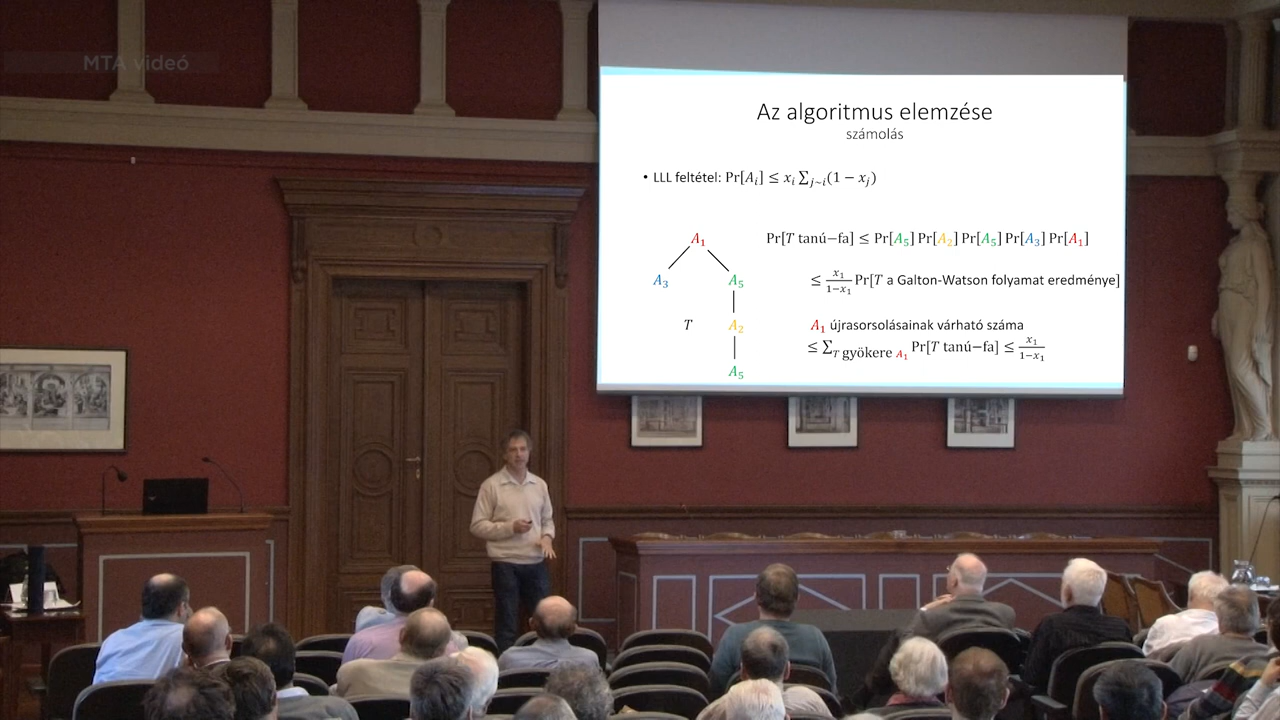 MTA videó
Az algoritmus elemzése
számolás
• LLL feltétel: Pr[A_i] ≤ x_i ∑_{j~i}(1 − x_j)
A_1
Pr[T tanú−fa] ≤ Pr[A_5] Pr[A_2] Pr[A_5] Pr[A_3] Pr[A_1]
A_3 A_5
≤ x_1/(1−x_1) Pr[T a Galton-Watson folyamat eredménye]
T A_2
A_1 újrasorsolásainak várható száma
≤ ∑_{T gyökere A_1} Pr[T tanú−fa] ≤ x_1/(1−x_1)
A_5